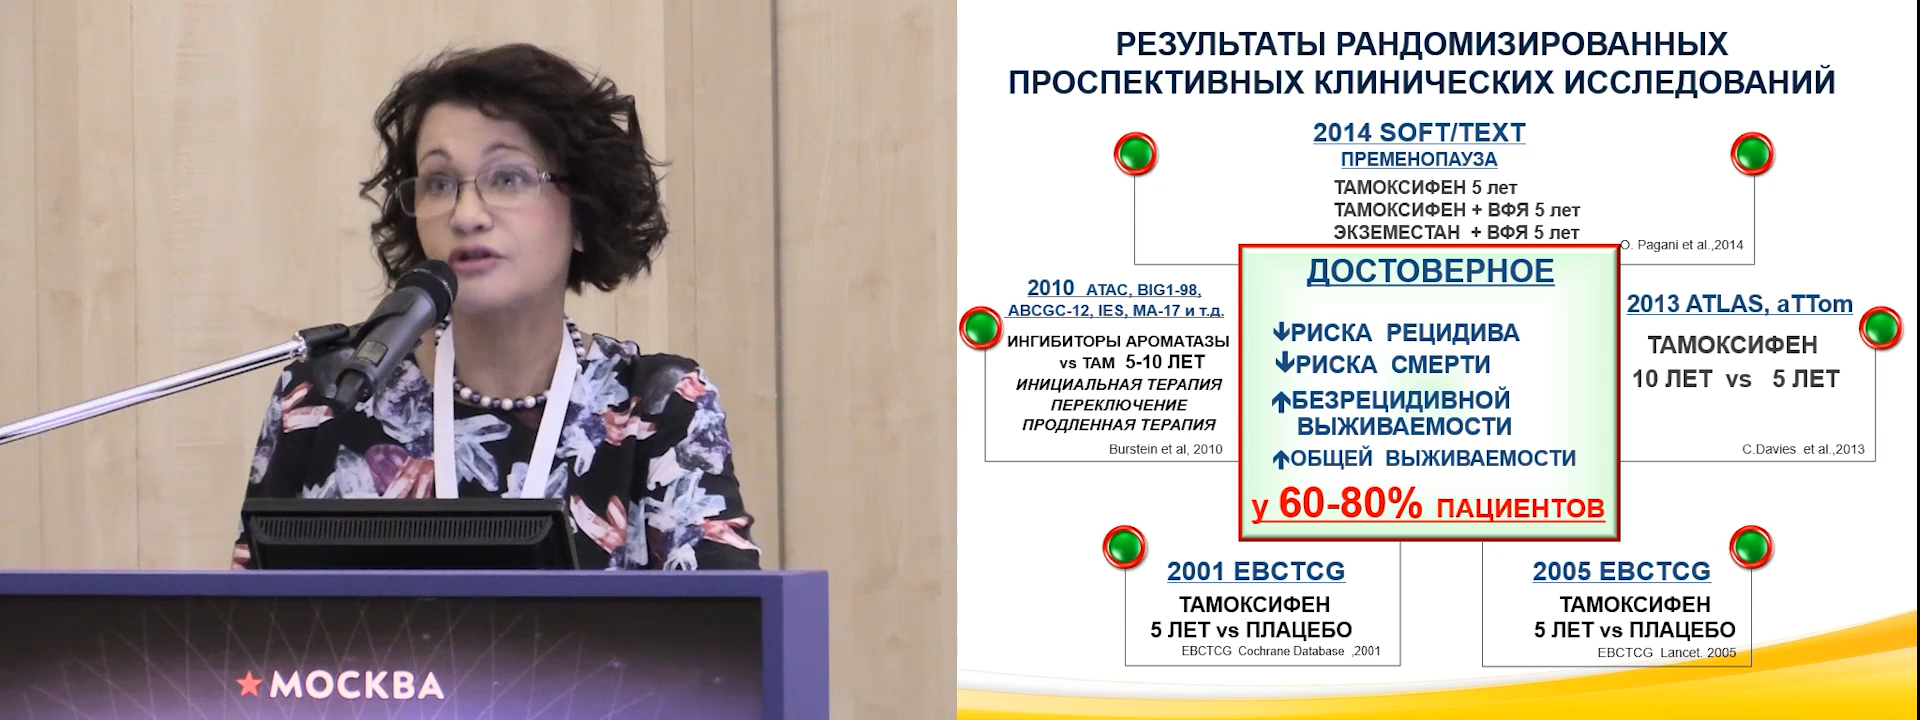 РЕЗУЛЬТАТЫ РАНДОМИЗИРОВАННЫХ
ПРОСПЕКТИВНЫХ КЛИНИЧЕСКИХ ИССЛЕДОВАНИЙ
2014 SOFT/TEXT
ПРЕМЕНОПАУЗА
ТАМОКСИФЕН 5 лет
ТАМОКСИФЕН + ВФЯ 5 лет
ЭКЗЕМЕСТАН + ВФЯ 5 лет
O. Pagani et al.,2014
2010 ATAC, BIG1-98,
ABCGC-12, IES, MA-17 и т.д.
ИНГИБИТОРЫ АРОМАТАЗЫ
vs ТАМ 5-10 ЛЕТ
ИНИЦИАЛЬНАЯ ТЕРАПИЯ
ПЕРЕКЛЮЧЕНИЕ
ПРОДЛЕННАЯ ТЕРАПИЯ
Burstein et al, 2010
ДОСТОВЕРНОЕ
↓РИСКА РЕЦИДИВА
↓РИСКА СМЕРТИ
↑БЕЗРЕЦИДИВНОЙ
ВЫЖИВАЕМОСТИ
↑ОБЩЕЙ ВЫЖИВАЕМОСТИ
у 60-80% ПАЦИЕНТОВ
2013 ATLAS, aTTom
ТАМОКСИФЕН
10 ЛЕТ vs 5 ЛЕТ
C.Davies et al.,2013
2001 EBCTCG
ТАМОКСИФЕН
5 ЛЕТ vs ПЛАЦЕБО
EBCTCG Cochrane Database ,2001
2005 EBCTCG
ТАМОКСИФЕН
5 ЛЕТ vs ПЛАЦЕБО
EBCTCG Lancet. 2005
МОСКВА